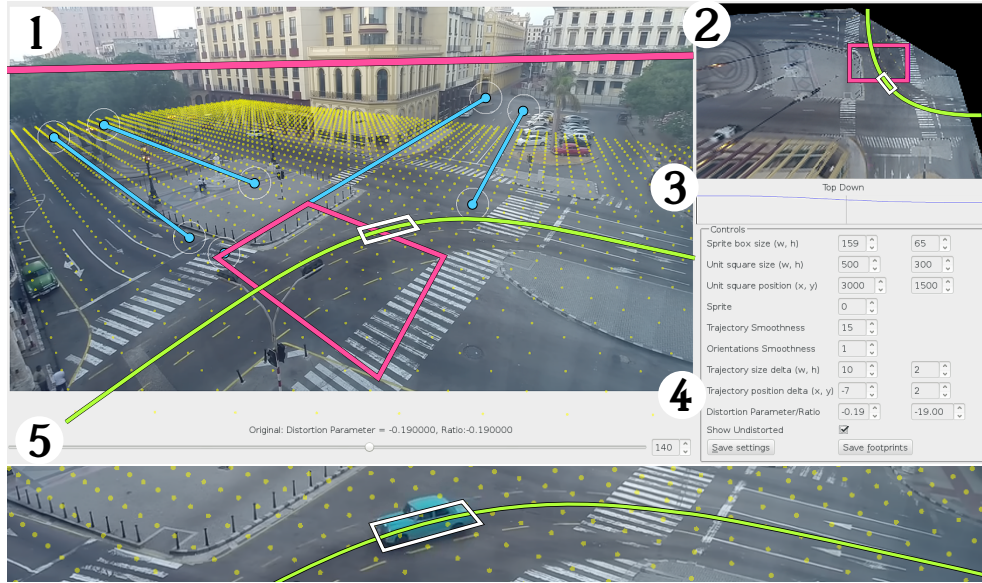 1
2
3
Top Down
Controls
Sprite box size (w, h) 159 65
Unit square size (w, h) 500 300
Unit square position (x, y) 3000 1500
Sprite 0
Trajectory Smoothness 15
Orientations Smoothness 1
Trajectory size delta (w, h) 10 2
4
Trajectory position delta (x, y) -7 2
Distortion Parameter/Ratio -0.19 -19.00
5
Original: Distortion Parameter = -0.190000, Ratio:-0.190000
Show Undistorted
140
Save settings Save footprints